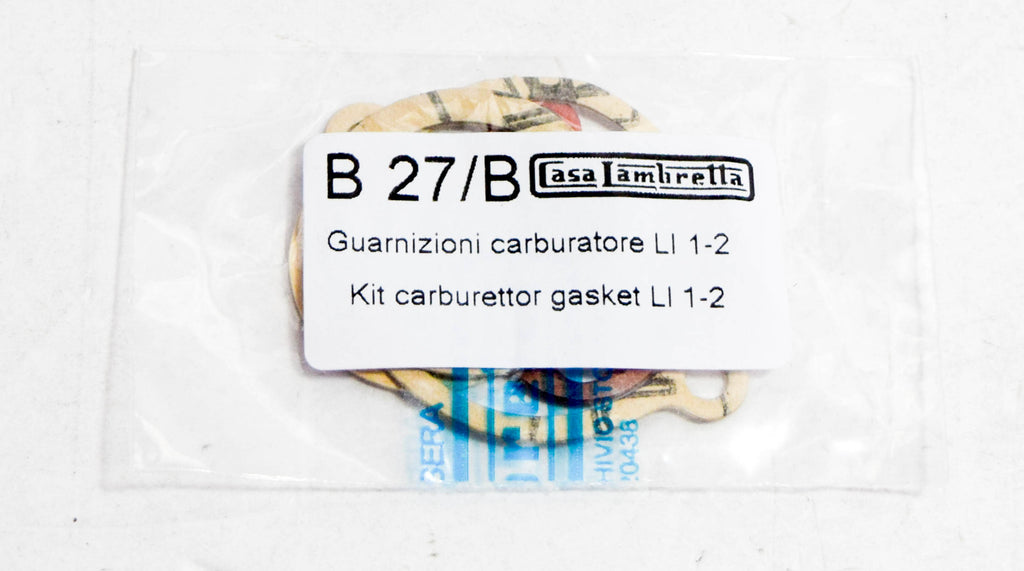 B 27/B Casa Lambretta
Guarnizioni carburatore LI 1-2
Kit carburettor gasket LI 1-2